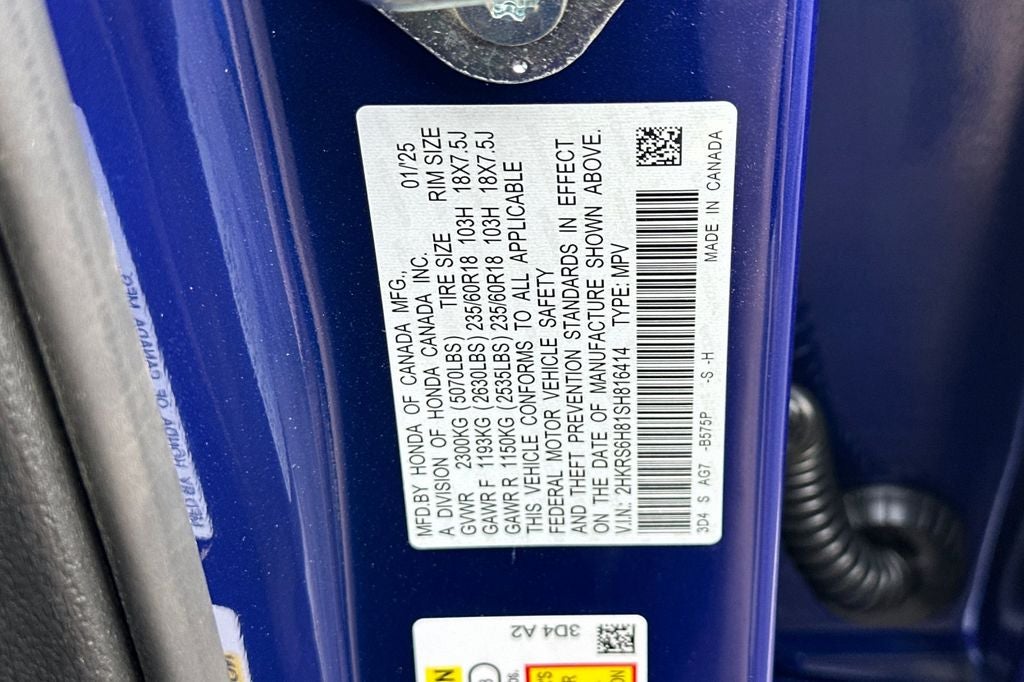 MFD.BY HONDA OF CANADA MFG., 01/'25
A DIVISION OF HONDA CANADA INC.
TIRE SIZE RIM SIZE
GVWR 2300KG (5070LBS)
GAWR F 1193KG (2630LBS) 235/60R18 103H 18X7.5J
GAWR R 1150KG (2535LBS) 235/60R18 103H 18X7.5J
THIS VEHICLE CONFORMS TO ALL APPLICABLE
FEDERAL MOTOR VEHICLE SAFETY
AND THEFT PREVENTION STANDARDS IN EFFECT
ON THE DATE OF MANUFACTURE SHOWN ABOVE.
V.I.N: 2HKRS6H81SH816414 TYPE: MPV
3D4 S AG7 -B575P -S -H MADE IN CANADA
3D4 A2